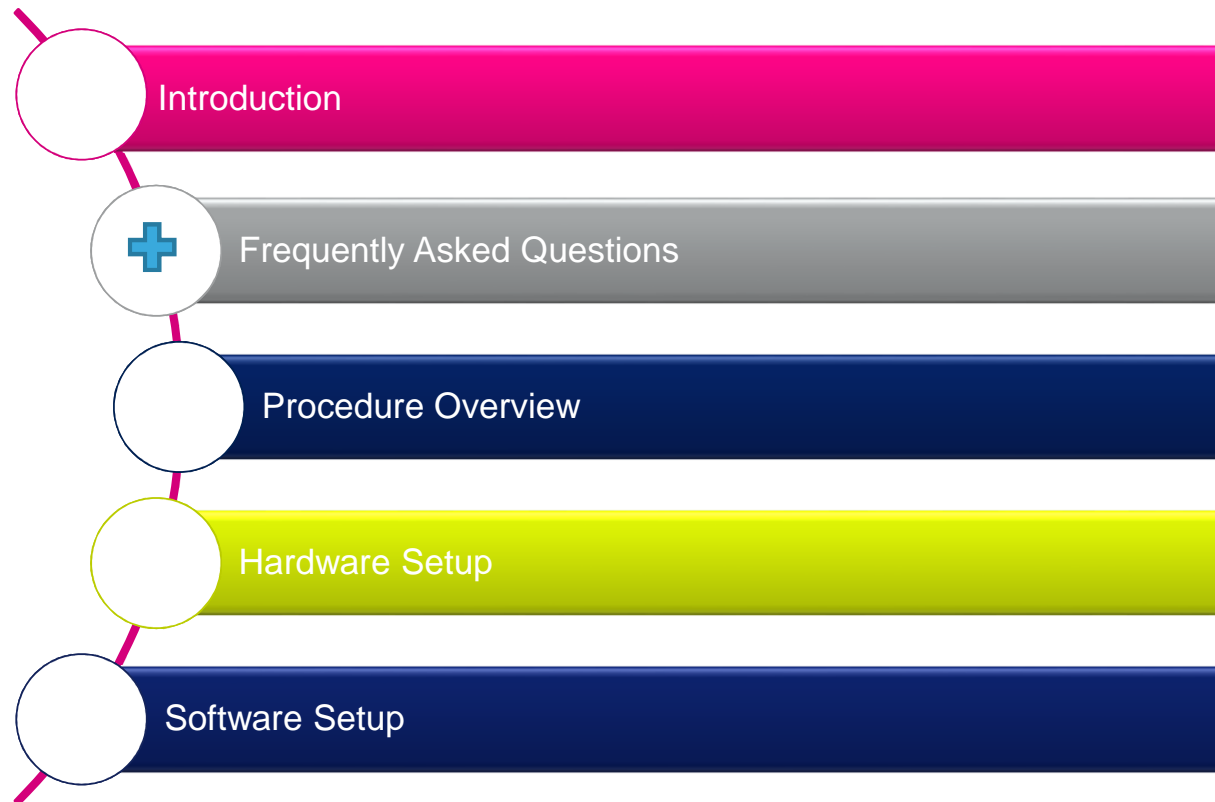 Introduction
Frequently Asked Questions
Procedure Overview
Hardware Setup
Software Setup